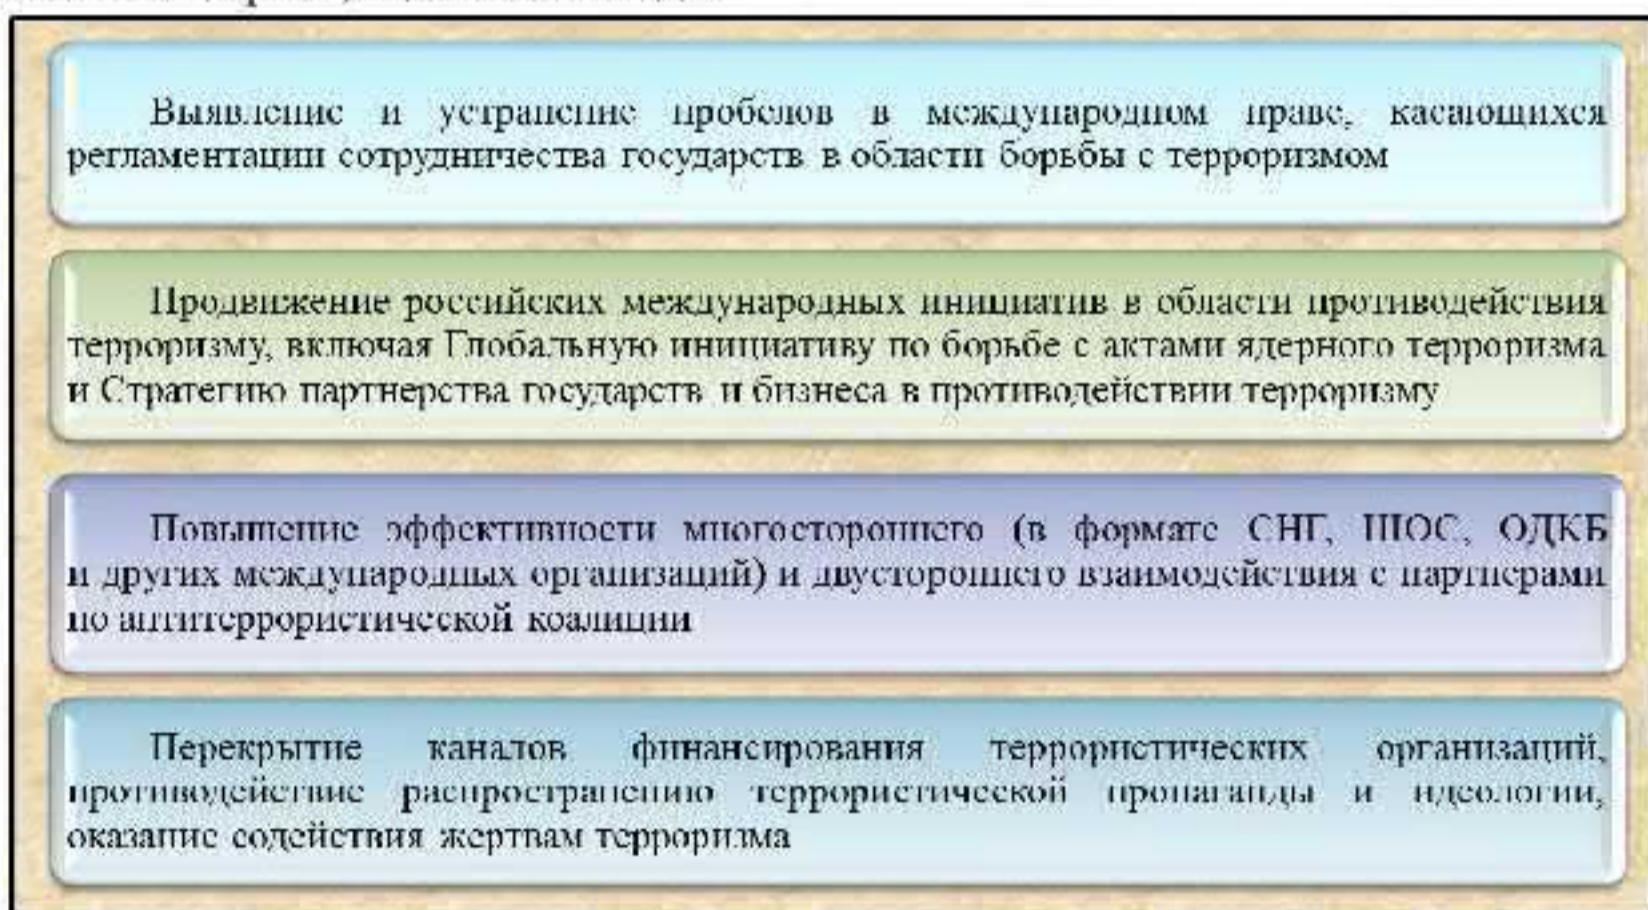 Выявление и устранение пробелов в международном праве, касающихся
регламентации сотрудничества государств в области борьбы с терроризмом
Продвижение российских международных инициатив в области противодействия
терроризму, включая Глобальную инициативу по борьбе с актами ядерного терроризма
и Стратегию партнерства государств и бизнеса в противодействии терроризму
Повышение эффективности многостороннего (в формате СНГ, ШОС, ОДКБ
и других международных организаций) и двустороннего взаимодействия с партнерами
по антитеррористической коалиции
Перекрытие каналов финансирования террористических организаций,
противодействие распространению террористической пропаганды и идеологии,
оказание содействия жертвам терроризма